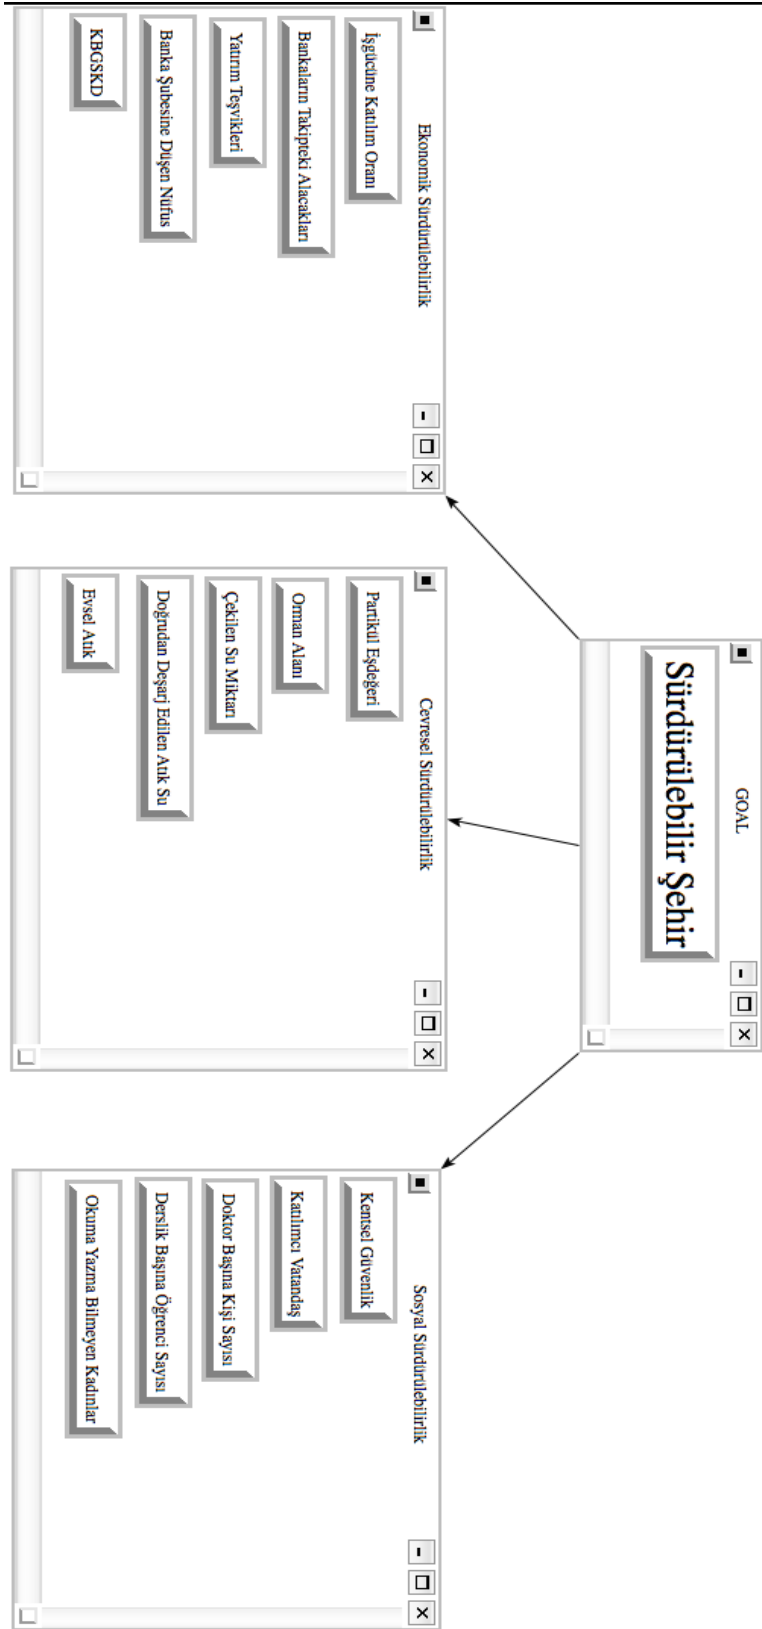 GOAL
Sürdürülebilir Şehir
Ekonomik Sürdürülebilirlik
İşgücüne Katılım Oranı
Bankaların Takipteki Alacakları
Yatırım Teşvikleri
Banka Şubesine Düşen Nüfus
KBGSKD
Cevresel Sürdürülebilirlik
Partikül Eşdeğeri
Orman Alanı
Çekilen Su Miktarı
Doğrudan Deşarj Edilen Atık Su
Evsel Atık
Sosyal Sürdürülebilirlik
Kentsel Güvenlik
Katılımcı Vatandaş
Doktor Başına Kişi Sayısı
Derslik Başına Öğrenci Sayısı
Okuma Yazma Bilmeyen Kadınlar